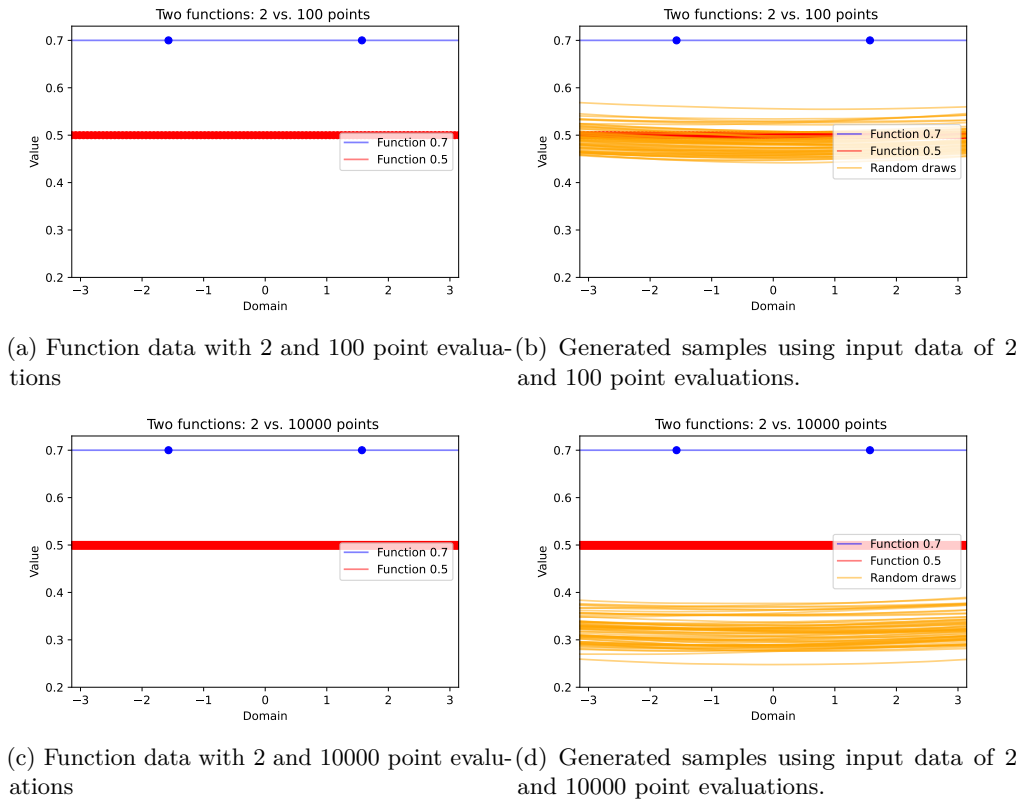 Two functions: 2 vs. 100 points
0.7
0.6
0.5
0.4
0.3
0.2
Value
−3 −2 −1 0 1 2 3
Domain
Function 0.7
Function 0.5
Two functions: 2 vs. 100 points
0.7
0.6
0.5
0.4
0.3
0.2
Value
−3 −2 −1 0 1 2 3
Domain
Function 0.7
Function 0.5
Random draws
(a) Function data with 2 and 100 point evalua-
tions
(b) Generated samples using input data of 2
and 100 point evaluations.
Two functions: 2 vs. 10000 points
0.7
0.6
0.5
0.4
0.3
0.2
Value
−3 −2 −1 0 1 2 3
Domain
Function 0.7
Function 0.5
Two functions: 2 vs. 10000 points
0.7
0.6
0.5
0.4
0.3
0.2
Value
−3 −2 −1 0 1 2 3
Domain
Function 0.7
Function 0.5
Random draws
(c) Function data with 2 and 10000 point evalu-
ations
(d) Generated samples using input data of 2
and 10000 point evaluations.